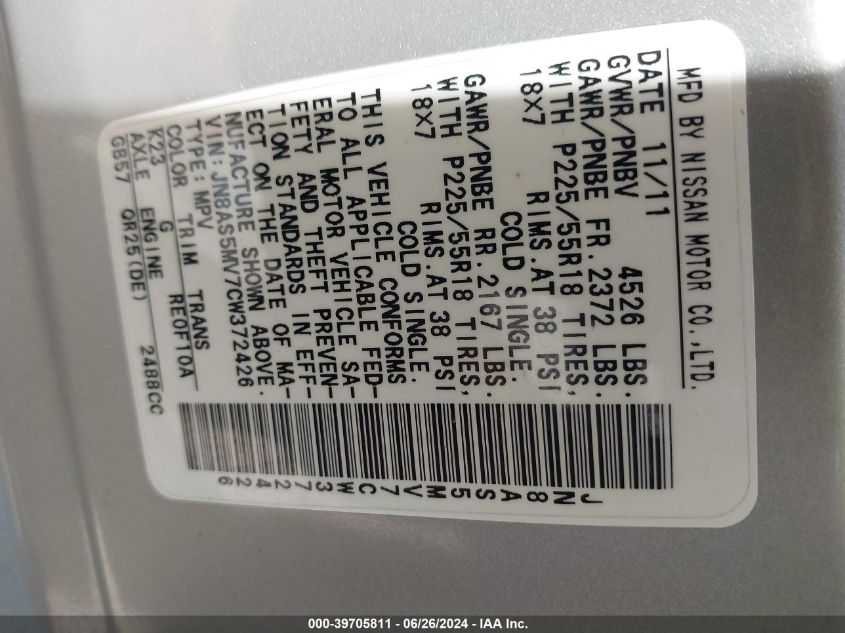 MFD BY NISSAN MOTOR CO.,LTD.
DATE 11/11
GVWR/PNBV 4526 LBS.
GAWR/PNBE FR. 2372 LBS.
WITH P225/55R18 TIRES,
18X7 RIMS.AT 38 PSI
COLD SINGLE.
GAWR/PNBE RR. 2167 LBS.
WITH P225/55R18 TIRES,
18X7 RIMS.AT 38 PSI
COLD SINGLE.
THIS VEHICLE CONFORMS
TO ALL APPLICABLE FED-
ERAL MOTOR VEHICLE SA-
FETY AND THEFT PREVEN-
TION STANDARDS IN EFF-
ECT ON THE DATE OF MA-
NUFACTURE SHOWN ABOVE.
VIN: JN8AS5MV7CW372426
TYPE: MPV
COLOR TRIM TRANS
K23 G RE0F10A
AXLE ENGINE
GB57 QR25(DE) 2488CC
JN8AS5MV7CW372426
000-39705811 - 06/26/2024 - IAA Inc.